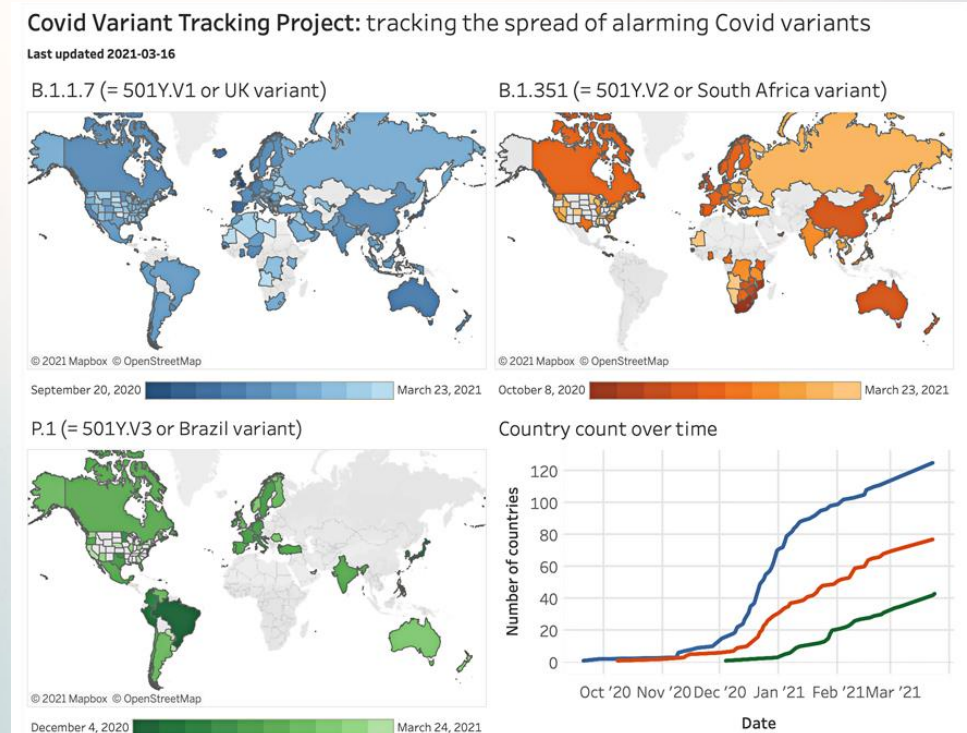 Covid Variant Tracking Project: tracking the spread of alarming Covid variants
Last updated 2021-03-16
B.1.1.7 (= 501Y.V1 or UK variant)
© 2021 Mapbox © OpenStreetMap
September 20, 2020
March 23, 2021
B.1.351 (= 501Y.V2 or South Africa variant)
© 2021 Mapbox © OpenStreetMap
October 8, 2020
March 23, 2021
P.1 (= 501Y.V3 or Brazil variant)
© 2021 Mapbox © OpenStreetMap
December 4, 2020
March 24, 2021
Country count over time
Number of countries
120
100
80
60
40
20
0
Oct '20 Nov '20 Dec '20 Jan '21 Feb '21 Mar '21
Date